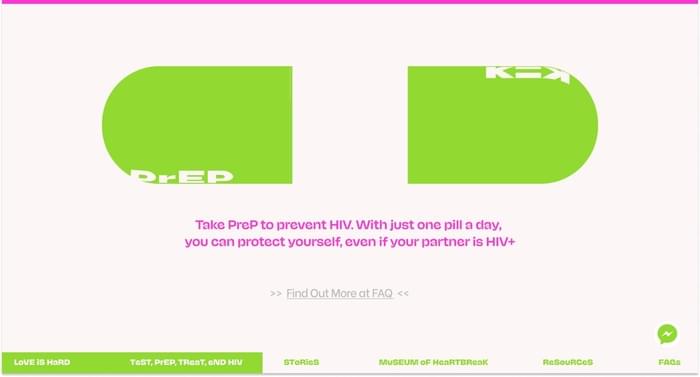 PrEP
Take PreP to prevent HIV. With just one pill a day,
you can protect yourself, even if your partner is HIV+
>> Find Out More at FAQ <<
LoVE iS HaRD
TeST, PrEP, TReaT, eND HIV
SToRieS
MuSEUM oF HeaRTBReaK
ReSouRCeS
FAQs